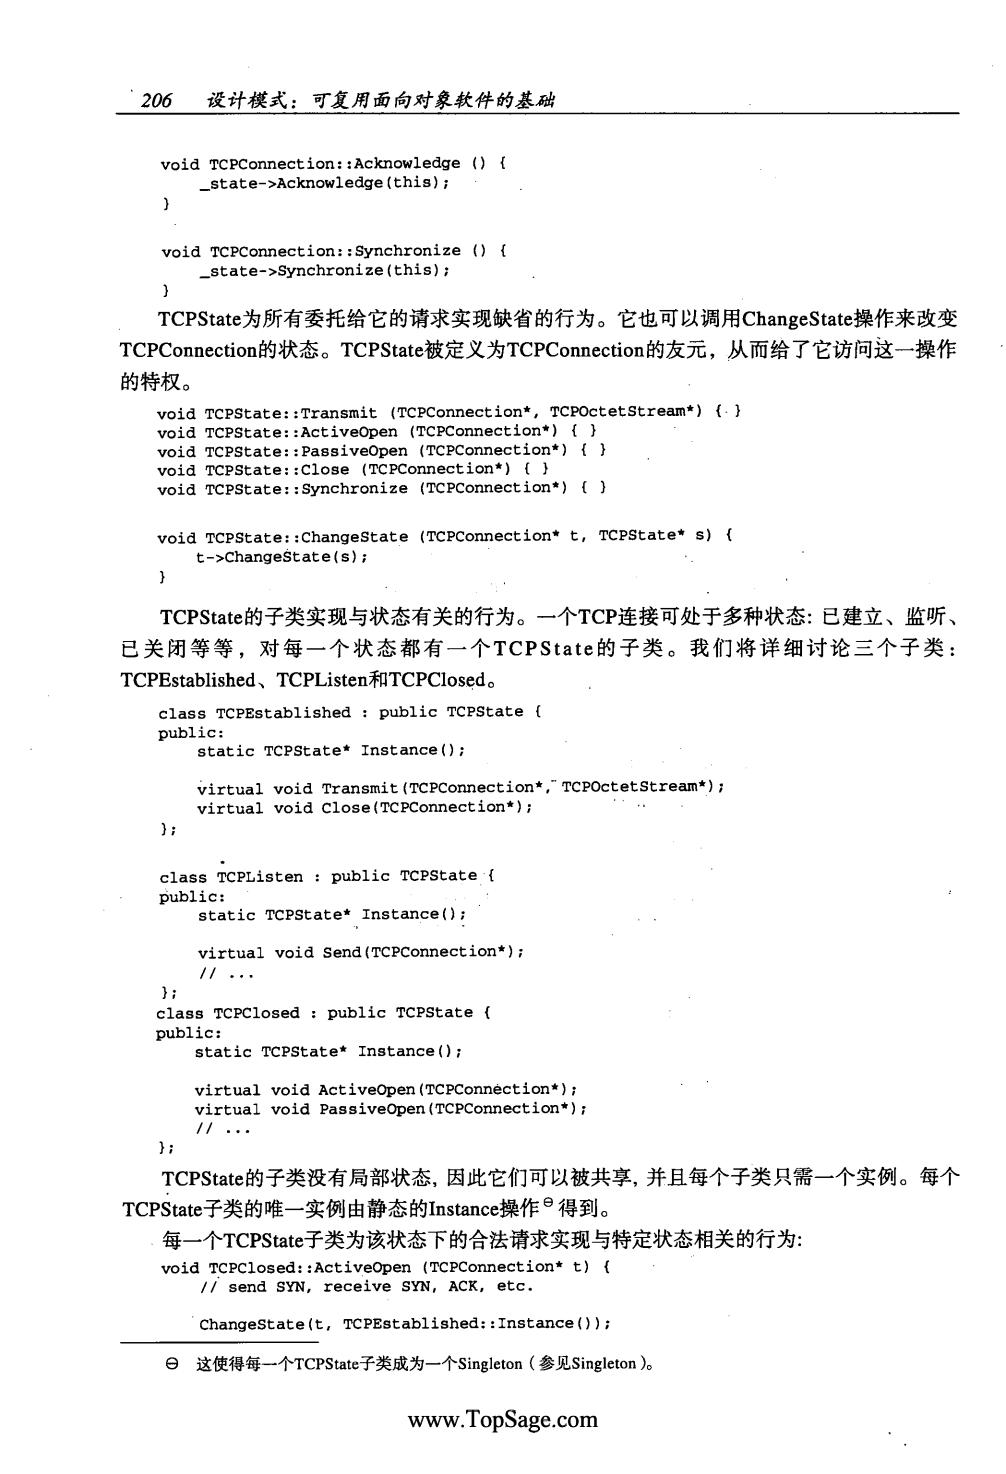 206 设计模式：可复用面向对象软件的基础
void TCPConnection::Acknowledge () {
_state->Acknowledge(this);
}
void TCPConnection::Synchronize () {
_state->Synchronize(this);
}
TCPState为所有委托给它的请求实现缺省的行为。它也可以调用ChangeState操作来改变
TCPConnection的状态。TCPState被定义为TCPConnection的友元，从而给了它访问这一操作
的特权。
void TCPState::Transmit (TCPConnection*, TCPOctetStream*) { }
void TCPState::ActiveOpen (TCPConnection*) { }
void TCPState::PassiveOpen (TCPConnection*) { }
void TCPState::Close (TCPConnection*) { }
void TCPState::Synchronize (TCPConnection*) { }
void TCPState::ChangeState (TCPConnection* t, TCPState* s) {
t->ChangeState(s);
}
TCPState的子类实现与状态有关的行为。一个TCP连接可处于多种状态: 已建立、监听、
已关闭等等，对每一个状态都有一个TCPState的子类。我们将详细讨论三个子类：
TCPEstablished、TCPListen和TCPClosed。
class TCPEstablished : public TCPState {
public:
static TCPState* Instance();
virtual void Transmit(TCPConnection*, TCPOctetStream*);
virtual void Close(TCPConnection*);
};
class TCPListen : public TCPState {
public:
static TCPState* Instance();
virtual void Send(TCPConnection*);
// ...
};
class TCPClosed : public TCPState {
public:
static TCPState* Instance();
virtual void ActiveOpen(TCPConnection*);
virtual void PassiveOpen(TCPConnection*);
// ...
};
TCPState的子类没有局部状态, 因此它们可以被共享, 并且每个子类只需一个实例。每个
TCPState子类的唯一实例由静态的Instance操作⊖得到。
每一个TCPState子类为该状态下的合法请求实现与特定状态相关的行为:
void TCPClosed::ActiveOpen (TCPConnection* t) {
// send SYN, receive SYN, ACK, etc.
ChangeState(t, TCPEstablished::Instance());
⊖ 这使得每一个TCPState子类成为一个Singleton（参见Singleton）。
www.TopSage.com